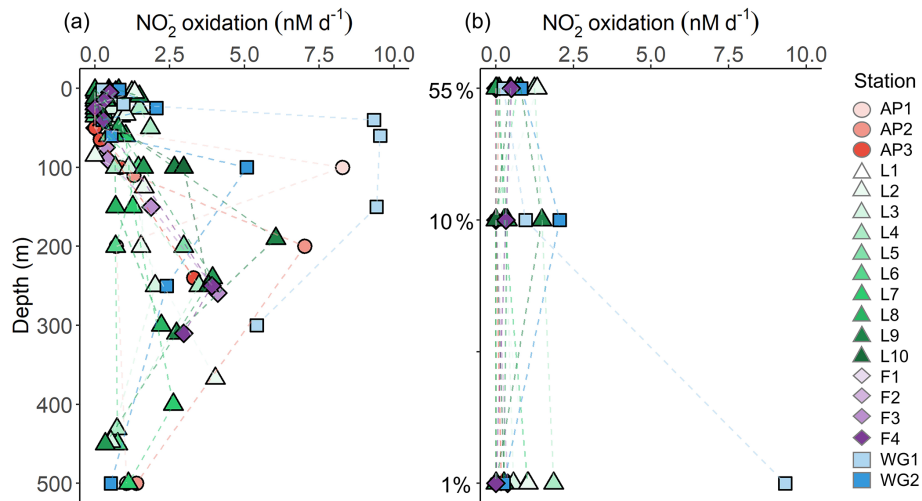 (a) NO₂⁻ oxidation (nM d⁻¹)
0.0 2.5 5.0 7.5 10.0
0
100
200
300
400
500
Depth (m)
(b) NO₂⁻ oxidation (nM d⁻¹)
0.0 2.5 5.0 7.5 10.0
55 %
10 %
1 %
Station
AP1
AP2
AP3
L1
L2
L3
L4
L5
L6
L7
L8
L9
L10
F1
F2
F3
F4
WG1
WG2